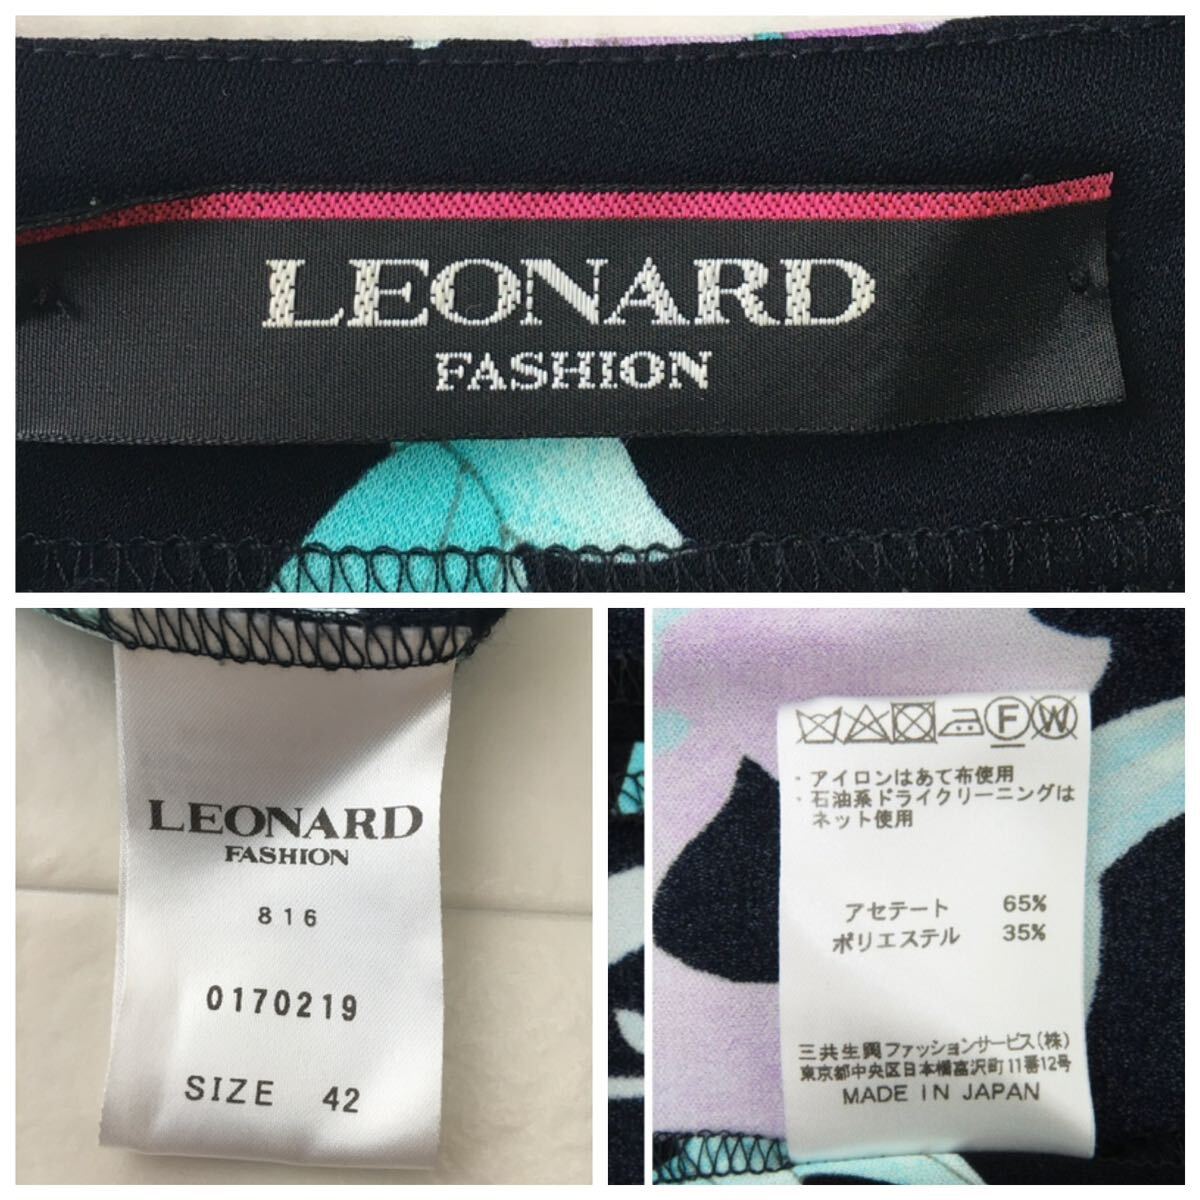 LEONARD
FASHION
LEONARD
FASHION
816
0170219
SIZE 42
F W
・アイロンはあて布使用
・石油系ドライクリーニングは
ネット使用
アセテート 65%
ポリエステル 35%
三共生興ファッションサービス(株)
東京都中央区日本橋富沢町11番12号
MADE IN JAPAN